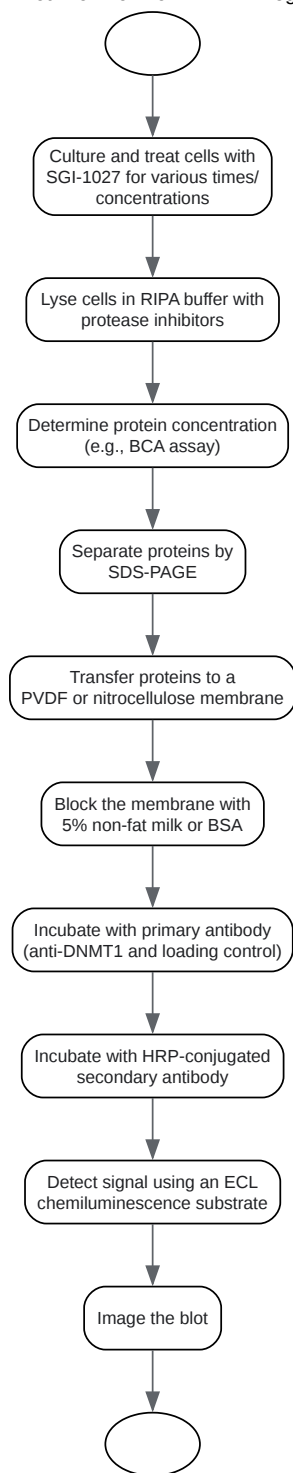 Culture and treat cells with
SGI-1027 for various times/
concentrations
Lyse cells in RIPA buffer with
protease inhibitors
Determine protein concentration
(e.g., BCA assay)
Separate proteins by
SDS-PAGE
Transfer proteins to a
PVDF or nitrocellulose membrane
Block the membrane with
5% non-fat milk or BSA
Incubate with primary antibody
(anti-DNMT1 and loading control)
Incubate with HRP-conjugated
secondary antibody
Detect signal using an ECL
chemiluminescence substrate
Image the blot